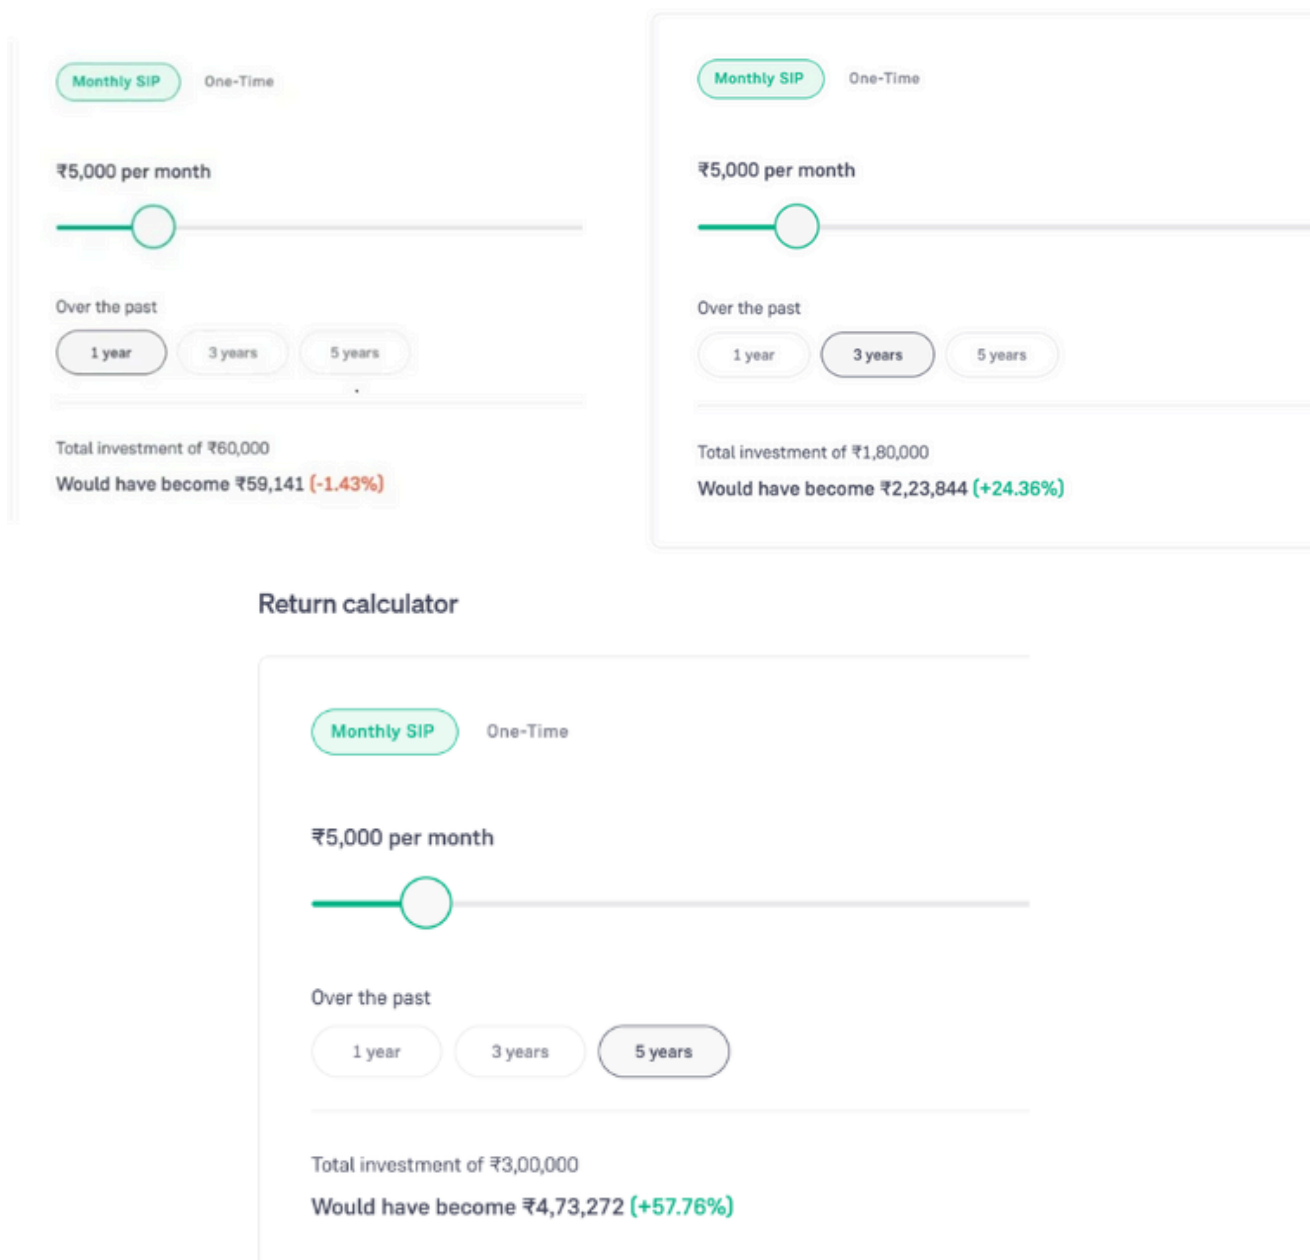 Monthly SIP One-Time
₹5,000 per month
Over the past
1 year 3 years 5 years
Total investment of ₹60,000
Would have become ₹59,141 (-1.43%)
Monthly SIP One-Time
₹5,000 per month
Over the past
1 year 3 years 5 years
Total investment of ₹1,80,000
Would have become ₹2,23,844 (+24.36%)
Return calculator
Monthly SIP One-Time
₹5,000 per month
Over the past
1 year 3 years 5 years
Total investment of ₹3,00,000
Would have become ₹4,73,272 (+57.76%)